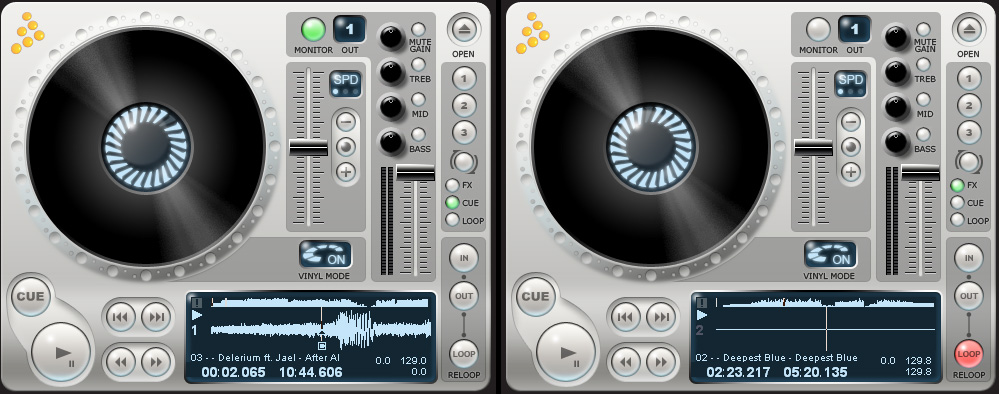 MONITOR
1
OUT
MUTE
GAIN
OPEN
SPD
TREB
1
MID
2
BASS
3
FX
CUE
LOOP
ON
VINYL MODE
IN
OUT
LOOP
RELOOP
CUE
1
03 - - Delerium ft. Jael - After Al
0.0 129.0
00:02.065 10:44.606
0.0
MONITOR
1
OUT
MUTE
GAIN
OPEN
SPD
TREB
1
MID
2
BASS
3
FX
CUE
LOOP
ON
VINYL MODE
IN
OUT
LOOP
RELOOP
CUE
2
02 - - Deepest Blue - Deepest Blue
0.0 129.8
02:23.217 05:20.135
129.8